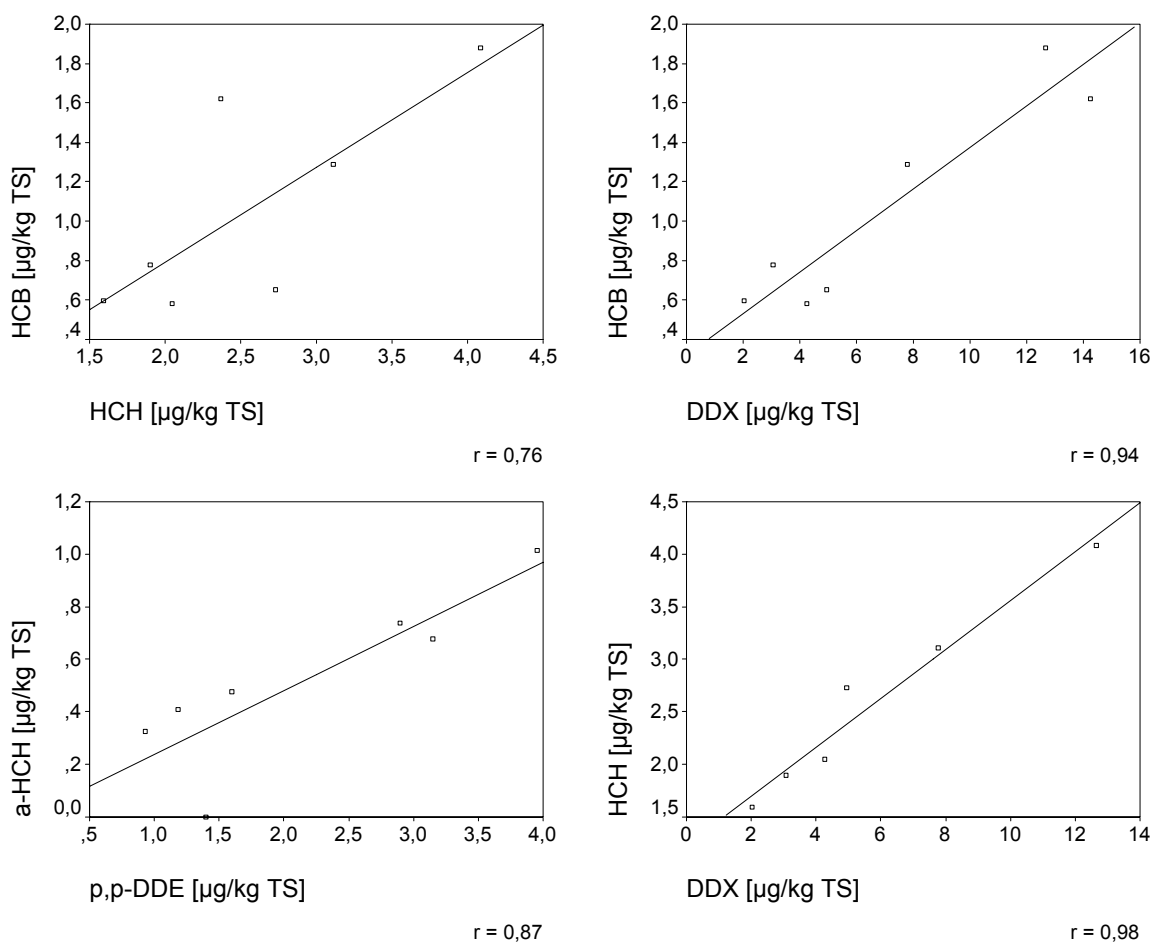 2,0
1,8
1,6
1,4
1,2
1,0
,8
,6
,4
HCB [µg/kg TS]
1,5 2,0 2,5 3,0 3,5 4,0 4,5
HCH [µg/kg TS]
r = 0,76
2,0
1,8
1,6
1,4
1,2
1,0
,8
,6
,4
HCB [µg/kg TS]
0 2 4 6 8 10 12 14 16
DDX [µg/kg TS]
r = 0,94
1,2
1,0
,8
,6
,4
,2
0,0
a-HCH [µg/kg TS]
,5 1,0 1,5 2,0 2,5 3,0 3,5 4,0
p,p-DDE [µg/kg TS]
r = 0,87
4,5
4,0
3,5
3,0
2,5
2,0
1,5
HCH [µg/kg TS]
0 2 4 6 8 10 12 14
DDX [µg/kg TS]
r = 0,98